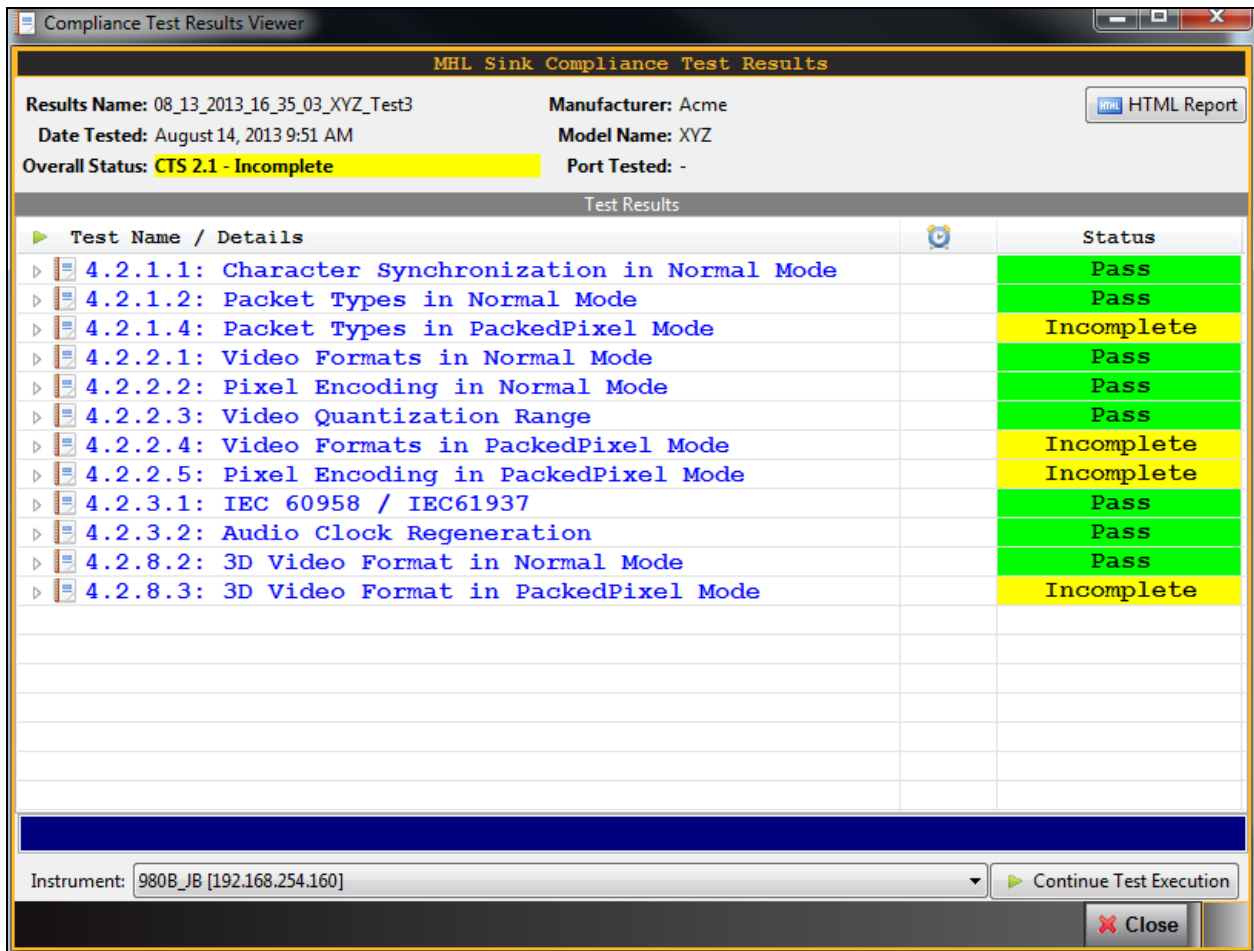 Compliance Test Results Viewer
MHL Sink Compliance Test Results
Results Name: 08_13_2013_16_35_03_XYZ_Test3 Manufacturer: Acme HTML HTML Report
Date Tested: August 14, 2013 9:51 AM Model Name: XYZ
Overall Status: CTS 2.1 - Incomplete Port Tested: -
Test Results
Test Name / Details Status
4.2.1.1: Character Synchronization in Normal Mode Pass
4.2.1.2: Packet Types in Normal Mode Pass
4.2.1.4: Packet Types in PackedPixel Mode Incomplete
4.2.2.1: Video Formats in Normal Mode Pass
4.2.2.2: Pixel Encoding in Normal Mode Pass
4.2.2.3: Video Quantization Range Pass
4.2.2.4: Video Formats in PackedPixel Mode Incomplete
4.2.2.5: Pixel Encoding in PackedPixel Mode Incomplete
4.2.3.1: IEC 60958 / IEC61937 Pass
4.2.3.2: Audio Clock Regeneration Pass
4.2.8.2: 3D Video Format in Normal Mode Pass
4.2.8.3: 3D Video Format in PackedPixel Mode Incomplete
Instrument: 980B_JB [192.168.254.160] Continue Test Execution
Close